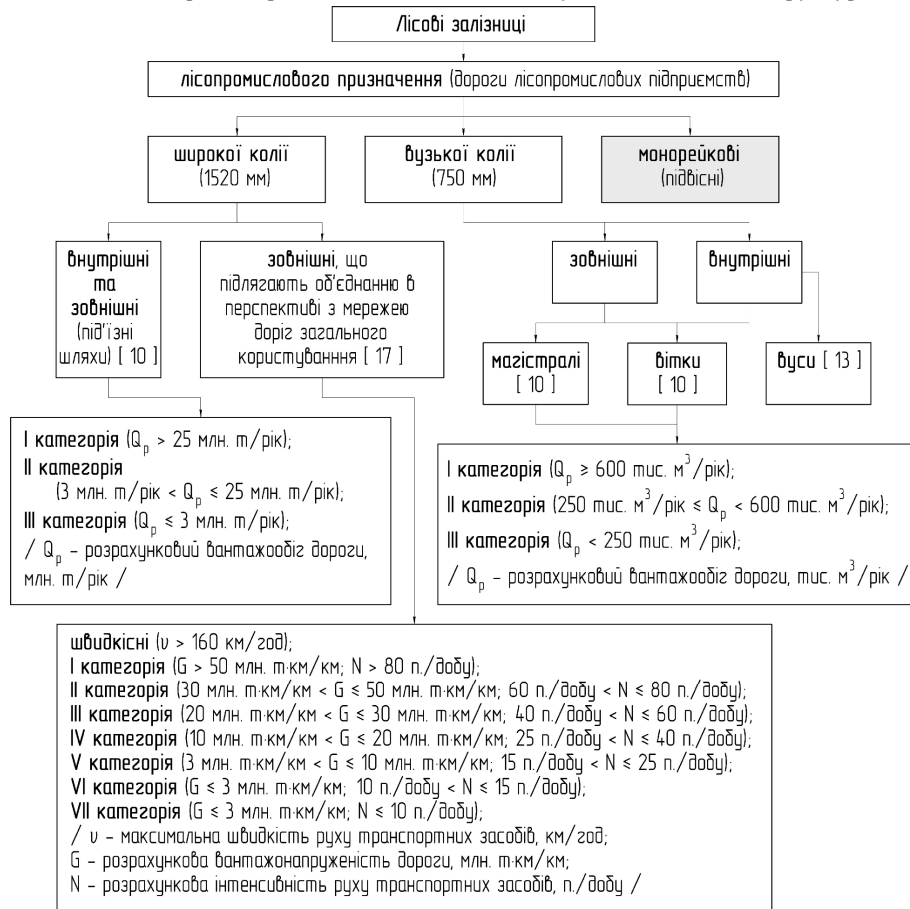 Лісові залізниці
лісопромислового призначення (дороги лісопромислових підприємств)
широкої колії
(1520 мм)
вузької колії
(750 мм)
монорейкові
(підвісні)
внутрішні
та
зовнішні
(під'їзні
шляхи) [ 10 ]
зовнішні, що
підлягають об'єднанню в
перспективі з мережею
доріг загального
користуванння [ 17 ]
зовнішні
внутрішні
магістралі
[ 10 ]
вітки
[ 10 ]
вуси [ 13 ]
I категорія (Qр > 25 млн. т/рік);
II категорія
(3 млн. т/рік < Qр ≤ 25 млн. т/рік);
III категорія (Qр ≤ 3 млн. т/рік);
/ Qр – розрахунковий вантажообіг дороги,
млн. т/рік /
I категорія (Qр ≥ 600 тис. м³/рік);
II категорія (250 тис. м³/рік ≤ Qр < 600 тис. м³/рік);
III категорія (Qр < 250 тис. м³/рік);
/ Qр – розрахунковий вантажообіг дороги, тис. м³/рік /
швидкісні (υ > 160 км/год);
I категорія (G > 50 млн. т·км/км; N > 80 п./добу);
II категорія (30 млн. т·км/км < G ≤ 50 млн. т·км/км; 60 п./добу < N ≤ 80 п./добу);
III категорія (20 млн. т·км/км < G ≤ 30 млн. т·км/км; 40 п./добу < N ≤ 60 п./добу);
IV категорія (10 млн. т·км/км < G ≤ 20 млн. т·км/км; 25 п./добу < N ≤ 40 п./добу);
V категорія (3 млн. т·км/км < G ≤ 10 млн. т·км/км; 15 п./добу < N ≤ 25 п./добу);
VI категорія (G ≤ 3 млн. т·км/км; 10 п./добу < N ≤ 15 п./добу);
VII категорія (G ≤ 3 млн. т·км/км; N ≤ 10 п./добу);
/ υ – максимальна швидкість руху транспортних засобів, км/год;
G – розрахункова вантажонапруженість дороги, млн. т·км/км;
N – розрахункова інтенсивність руху транспортних засобів, п./добу /